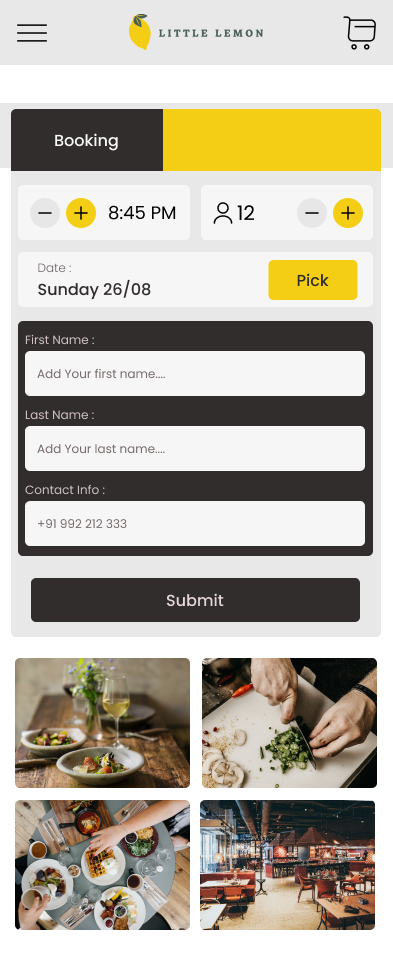 LITTLE LEMON
Booking
8:45 PM
12
Date :
Sunday 26/08
Pick
First Name :
Add Your first name....
Last Name :
Add Your last name....
Contact Info :
+91 992 212 333
Submit